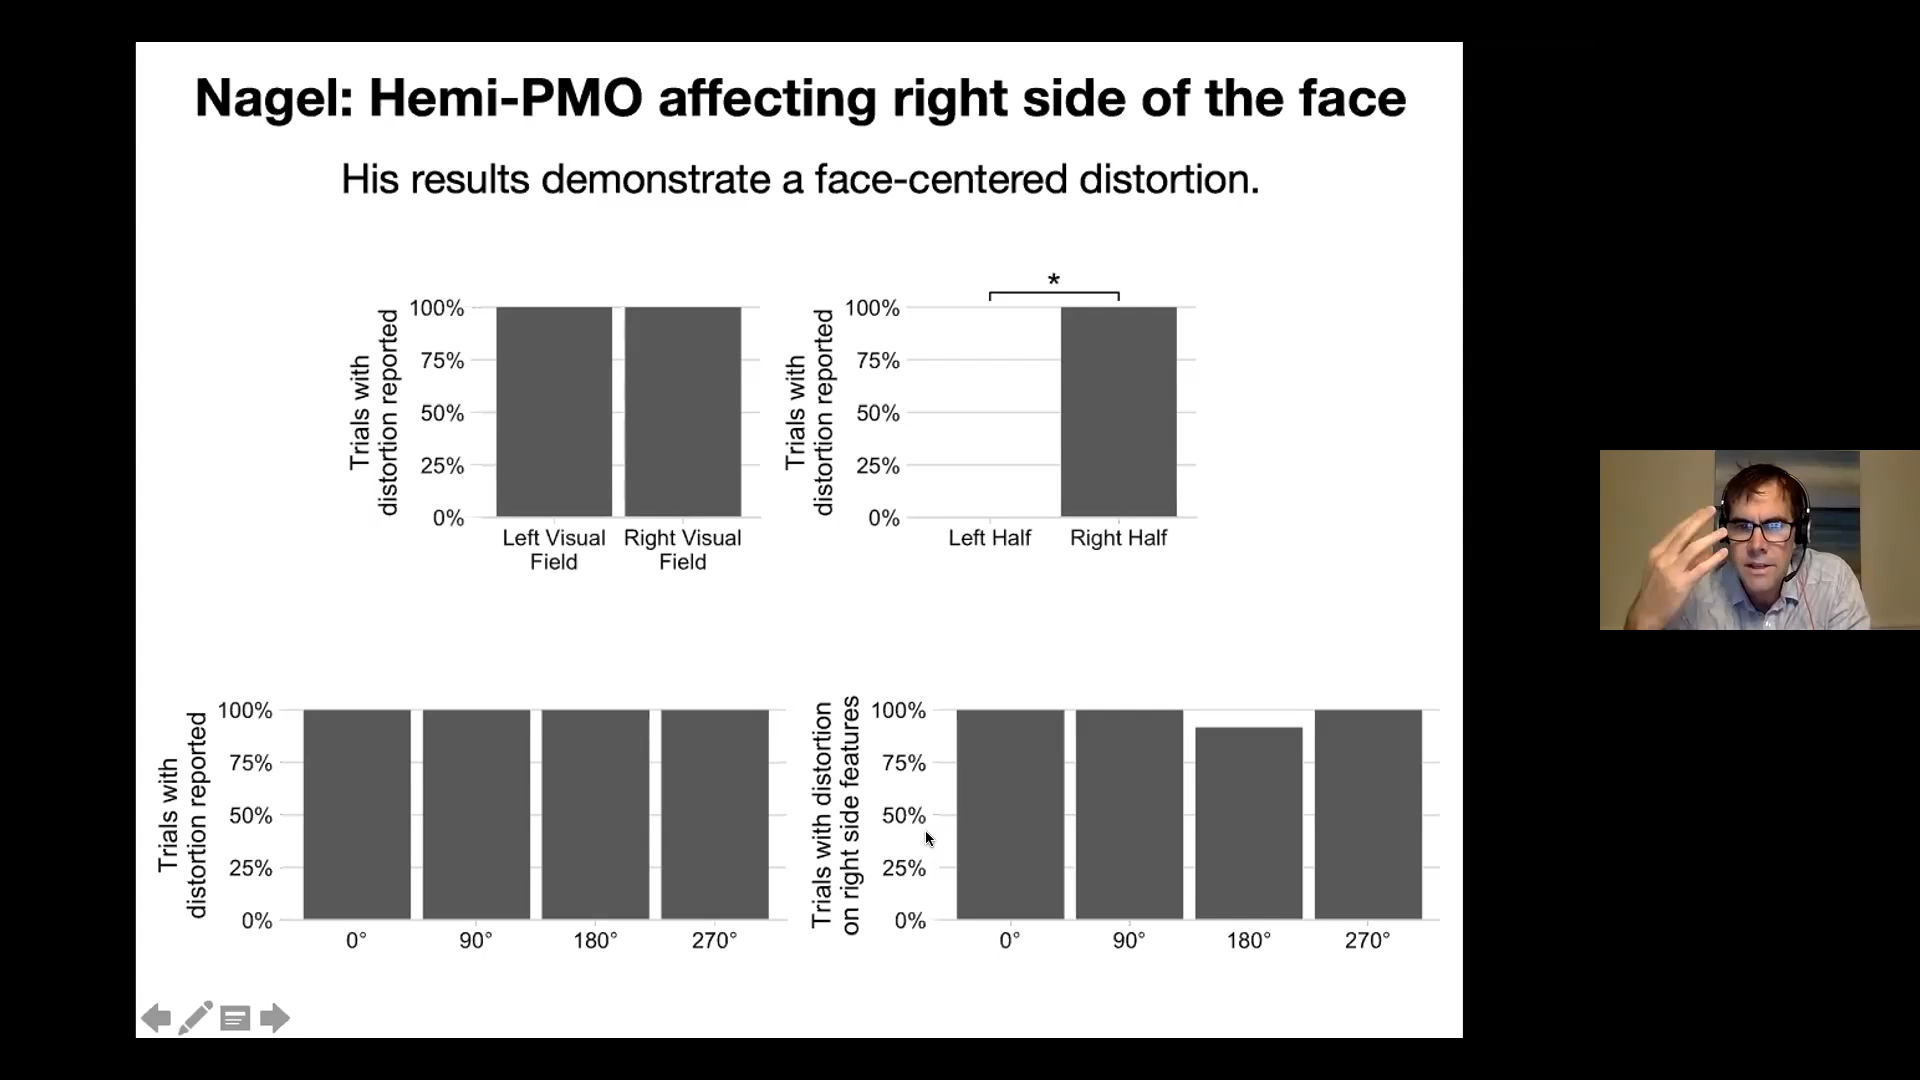 Nagel: Hemi-PMO affecting right side of the face
His results demonstrate a face-centered distortion.
Trials with
distortion reported
100%
75%
50%
25%
0%
Left Visual
Field
Right Visual
Field
Trials with
distortion reported
*
100%
75%
50%
25%
0%
Left Half
Right Half
Trials with
distortion reported
100%
75%
50%
25%
0%
0°
90°
180°
270°
Trials with distortion
on right side features
100%
75%
50%
25%
0%
0°
90°
180°
270°